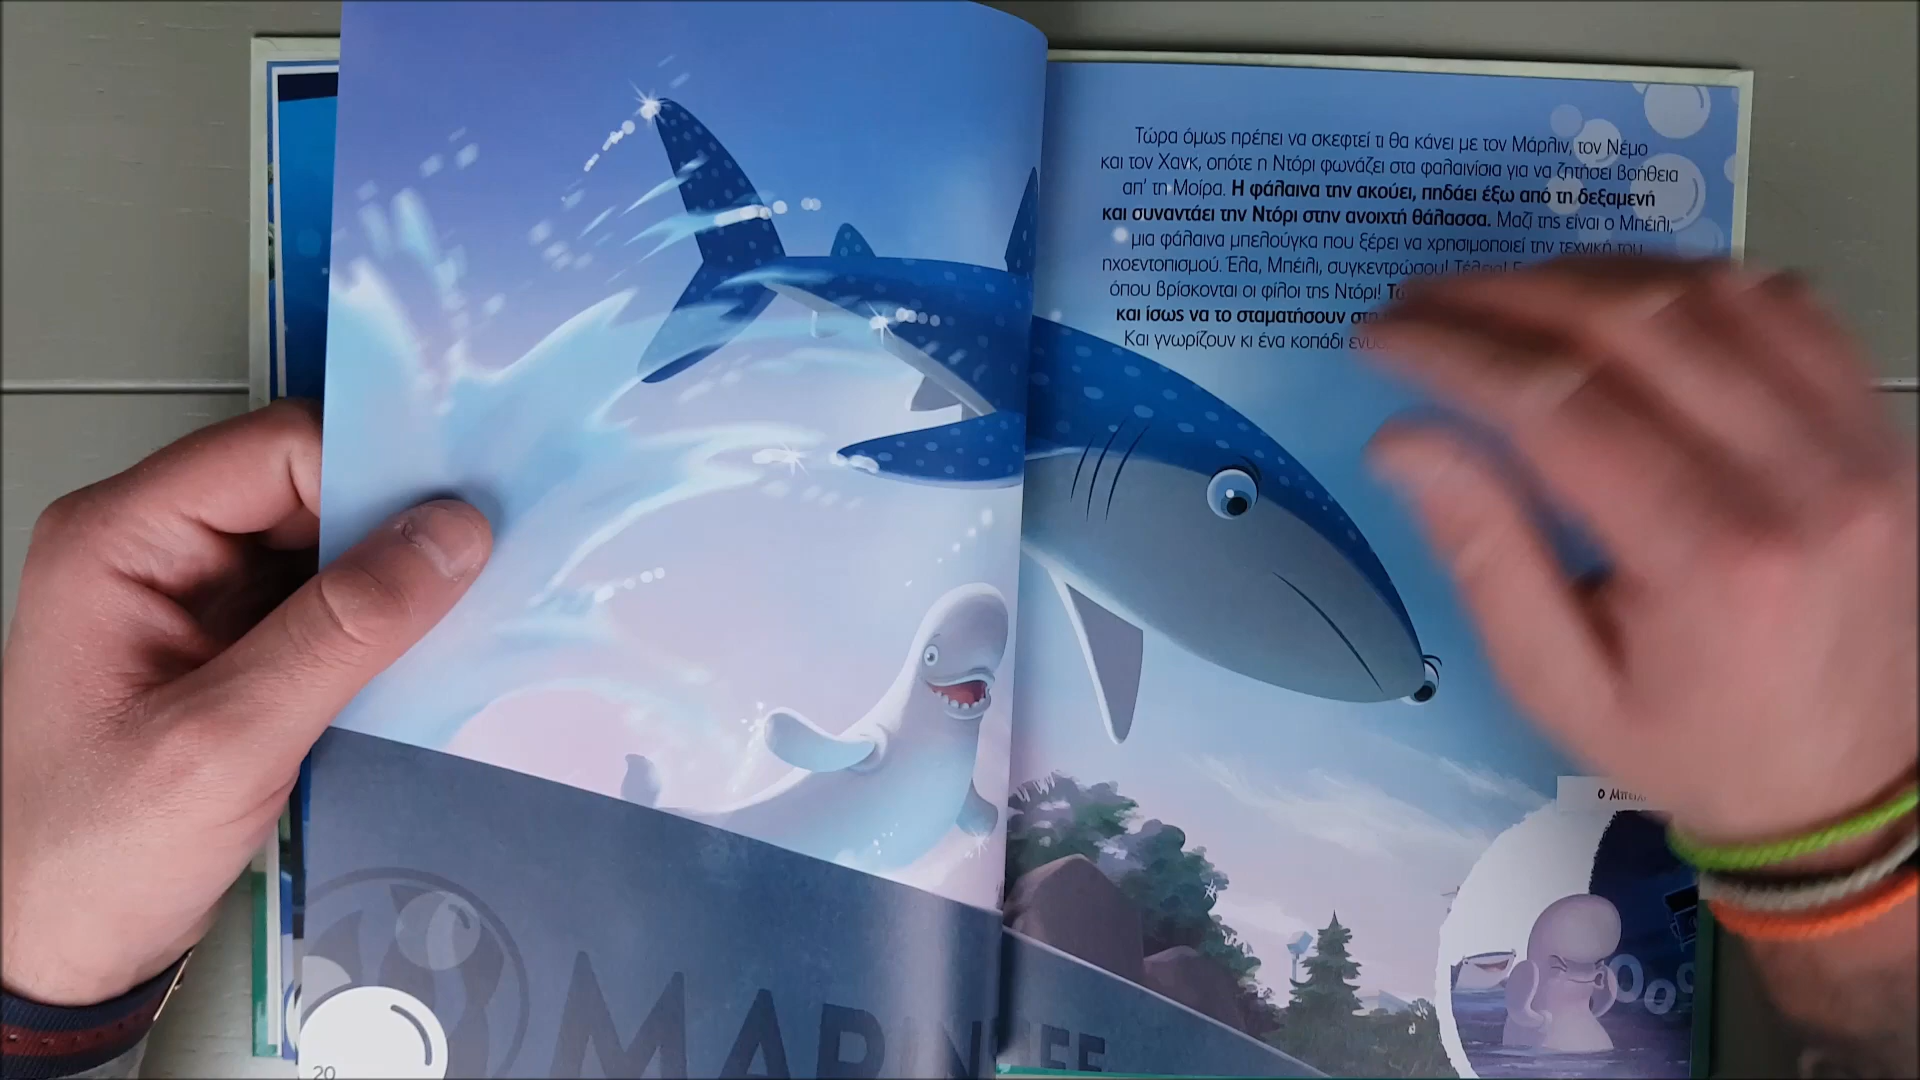 Τώρα όμως πρέπει να σκεφτεί τι θα κάνει με τον Μάρλιν, τον Νέμο
και τον Χανκ, οπότε η Ντόρι φωνάζει στα φαλαινίσια για να ζητήσει βοήθεια
απ' τη Μοίρα. Η φάλαινα την ακούει, πηδάει έξω από τη δεξαμενή
και συναντάει την Ντόρι στην ανοιχτή θάλασσα. Μαζί της είναι ο Μπέιλι,
μια φάλαινα μπελούγκα που ξέρει να χρησιμοποιεί την τεχνική του
ηχοεντοπισμού. Έλα, Μπέιλι, συγκεντρώσου! Τέλεια!
όπου βρίσκονται οι φίλοι της Ντόρι!
και ίσως να το σταματήσουν
Και γνωρίζουν κι ένα κοπάδι
ο
20